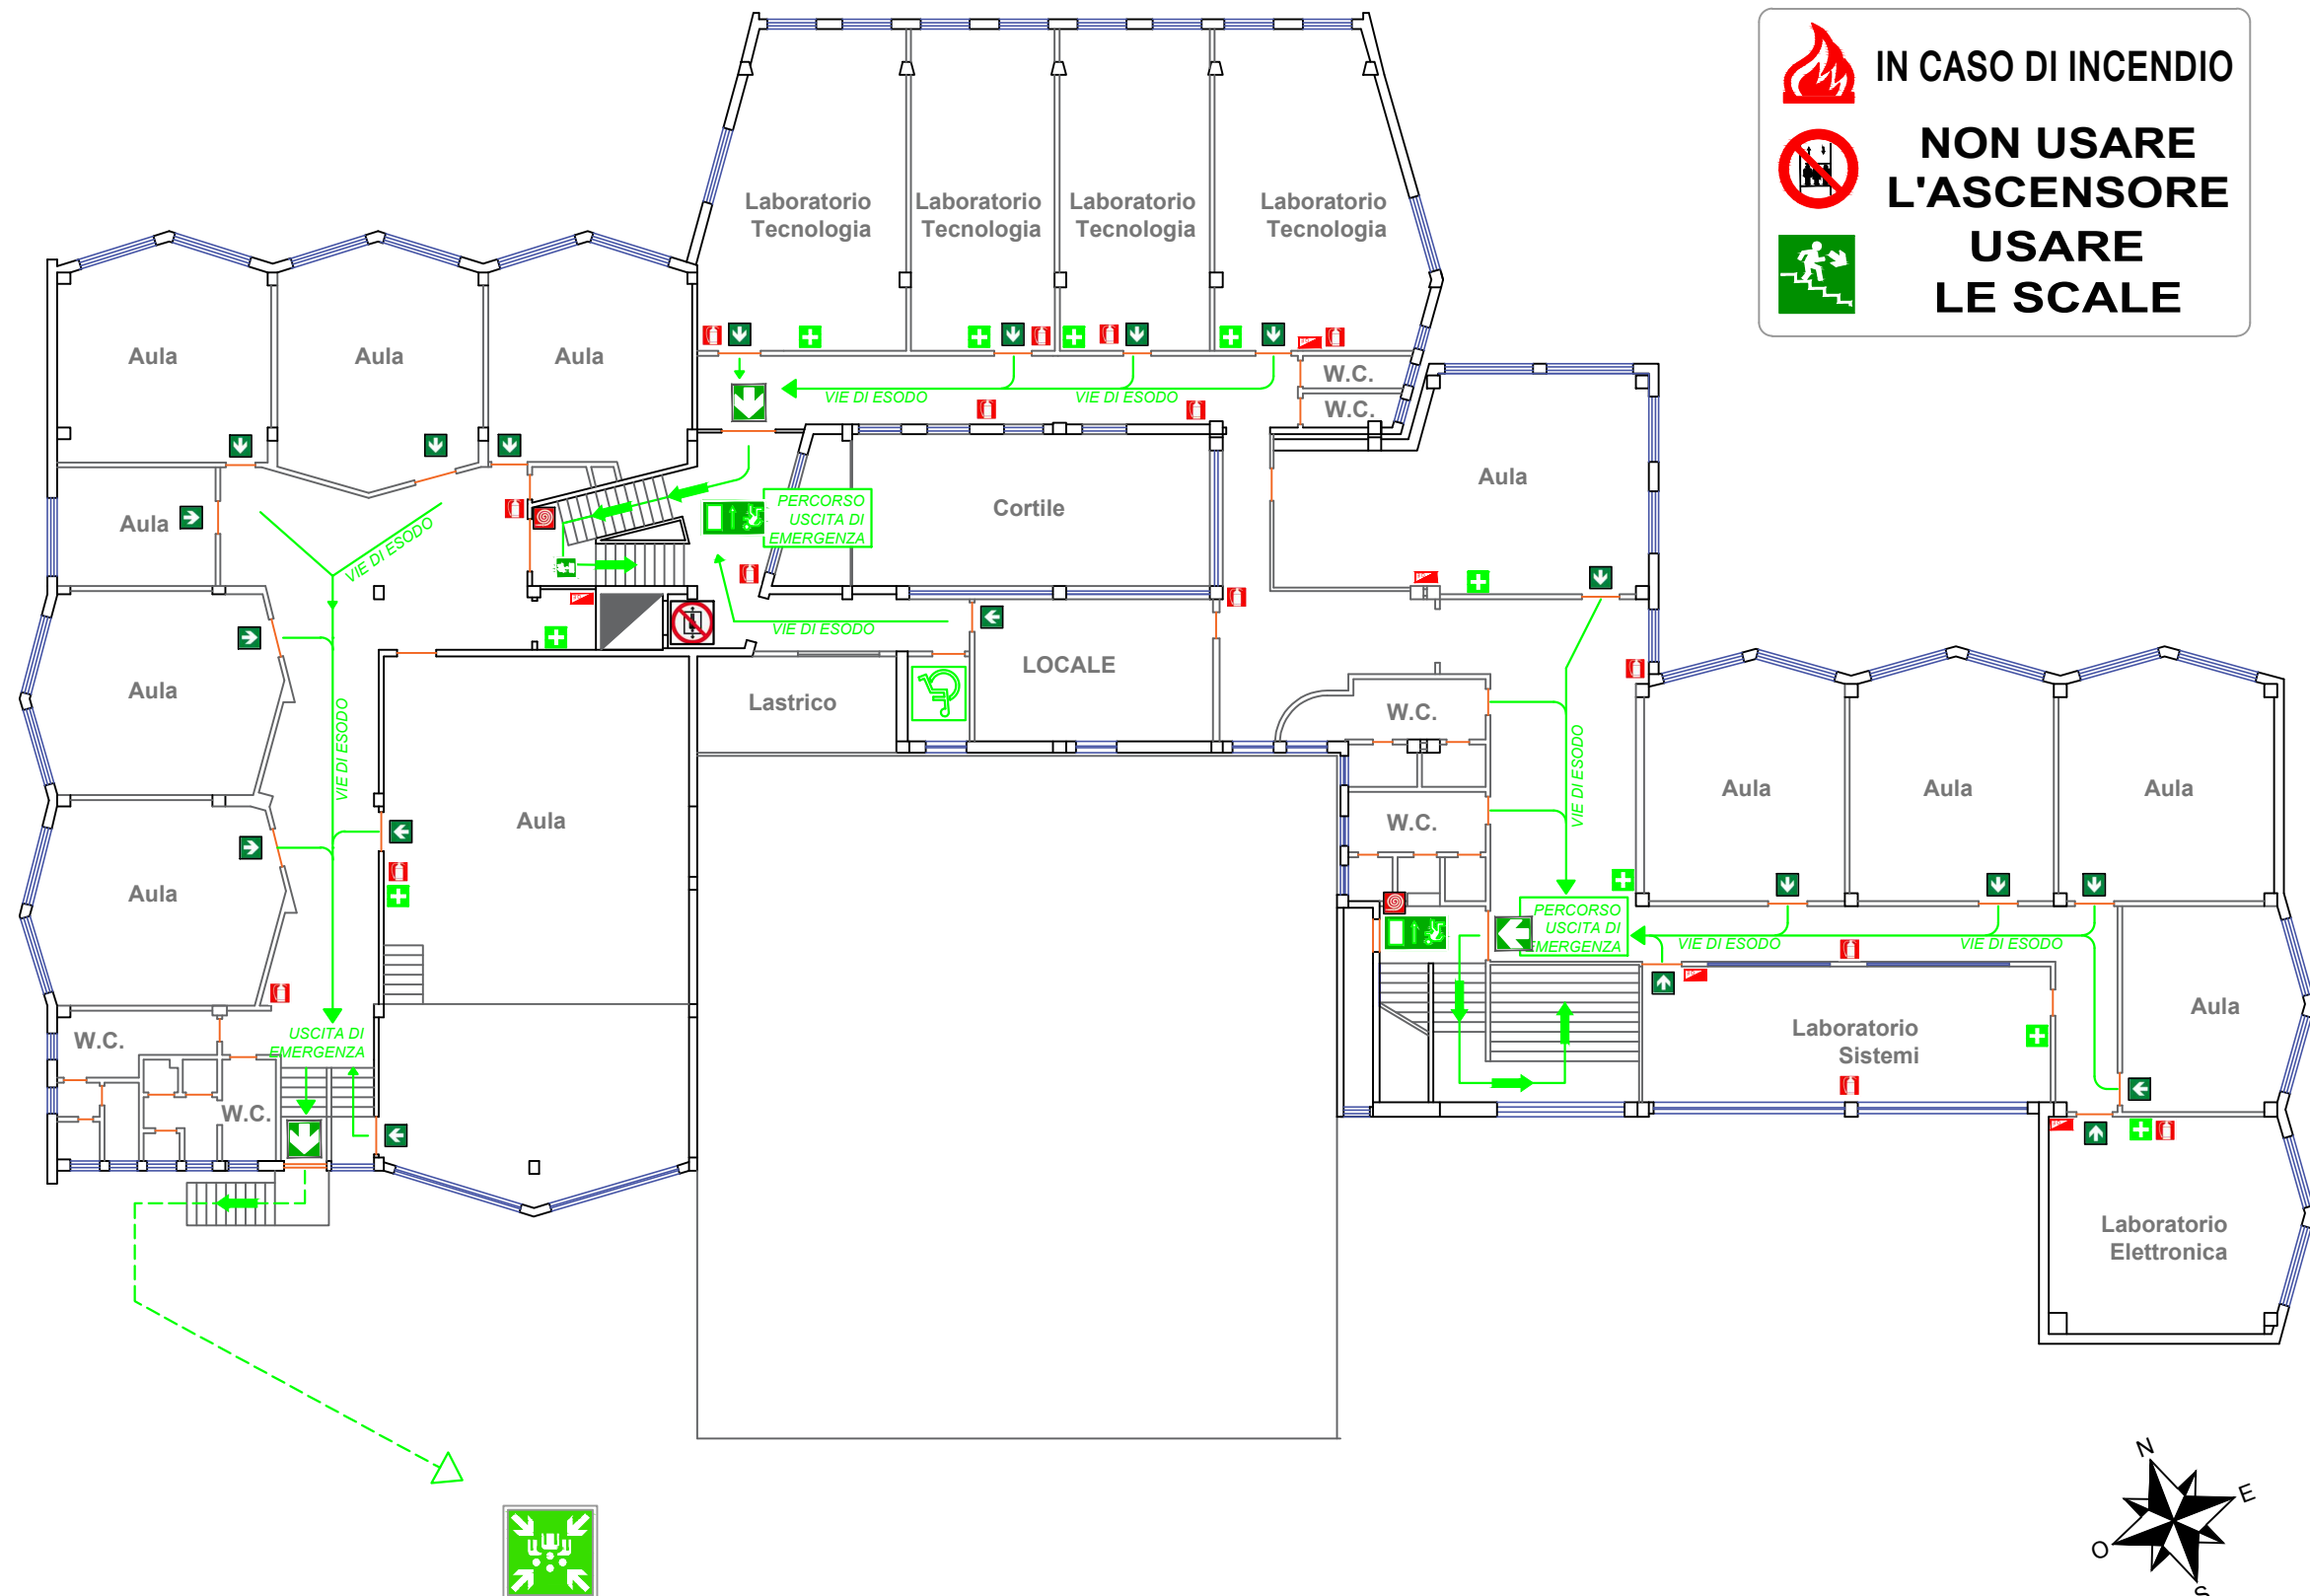 IN CASO DI INCENDIO
NON USARE
L'ASCENSORE
USARE
LE SCALE
Laboratorio
Tecnologia
Laboratorio
Tecnologia
Laboratorio
Tecnologia
Laboratorio
Tecnologia
Aula
Aula
Aula
W.C.
W.C.
VIE DI ESODO
VIE DI ESODO
Aula
Aula
VIE DI ESODO
PERCORSO
USCITA DI
EMERGENZA
Cortile
VIE DI ESODO
LOCALE
Lastrico
Aula
VIE DI ESODO
Aula
Aula
W.C.
W.C.
VIE DI ESODO
Aula
Aula
Aula
PERCORSO
USCITA DI
EMERGENZA
VIE DI ESODO
VIE DI ESODO
Aula
Laboratorio
Sistemi
USCITA DI
EMERGENZA
W.C.
W.C.
Laboratorio
Elettronica
N
E
O
S